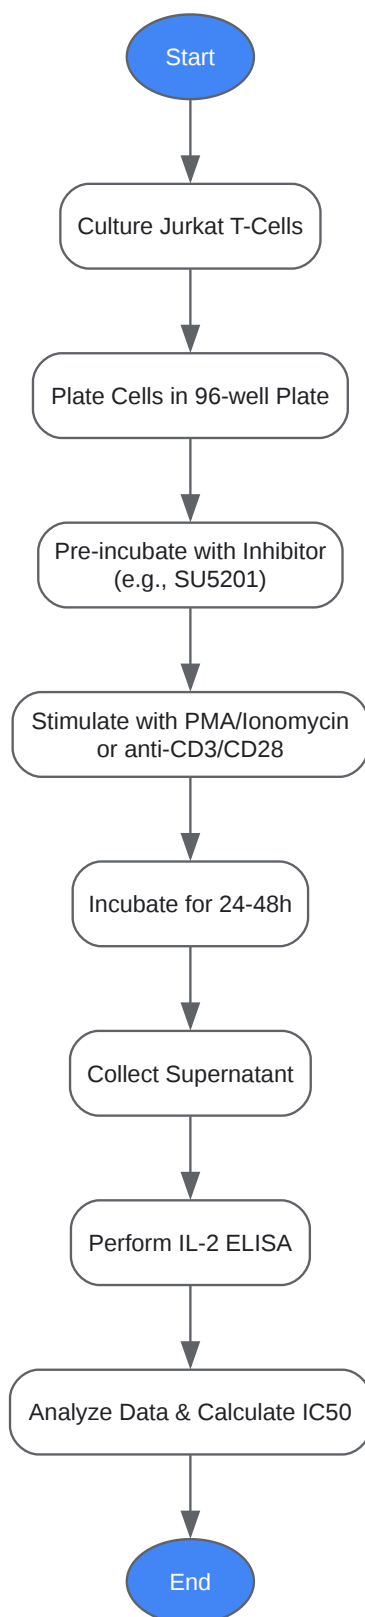 Start
Culture Jurkat T-Cells
Plate Cells in 96-well Plate
Pre-incubate with Inhibitor
(e.g., SU5201)
Stimulate with PMA/Ionomycin
or anti-CD3/CD28
Incubate for 24-48h
Collect Supernatant
Perform IL-2 ELISA
Analyze Data & Calculate IC50
End